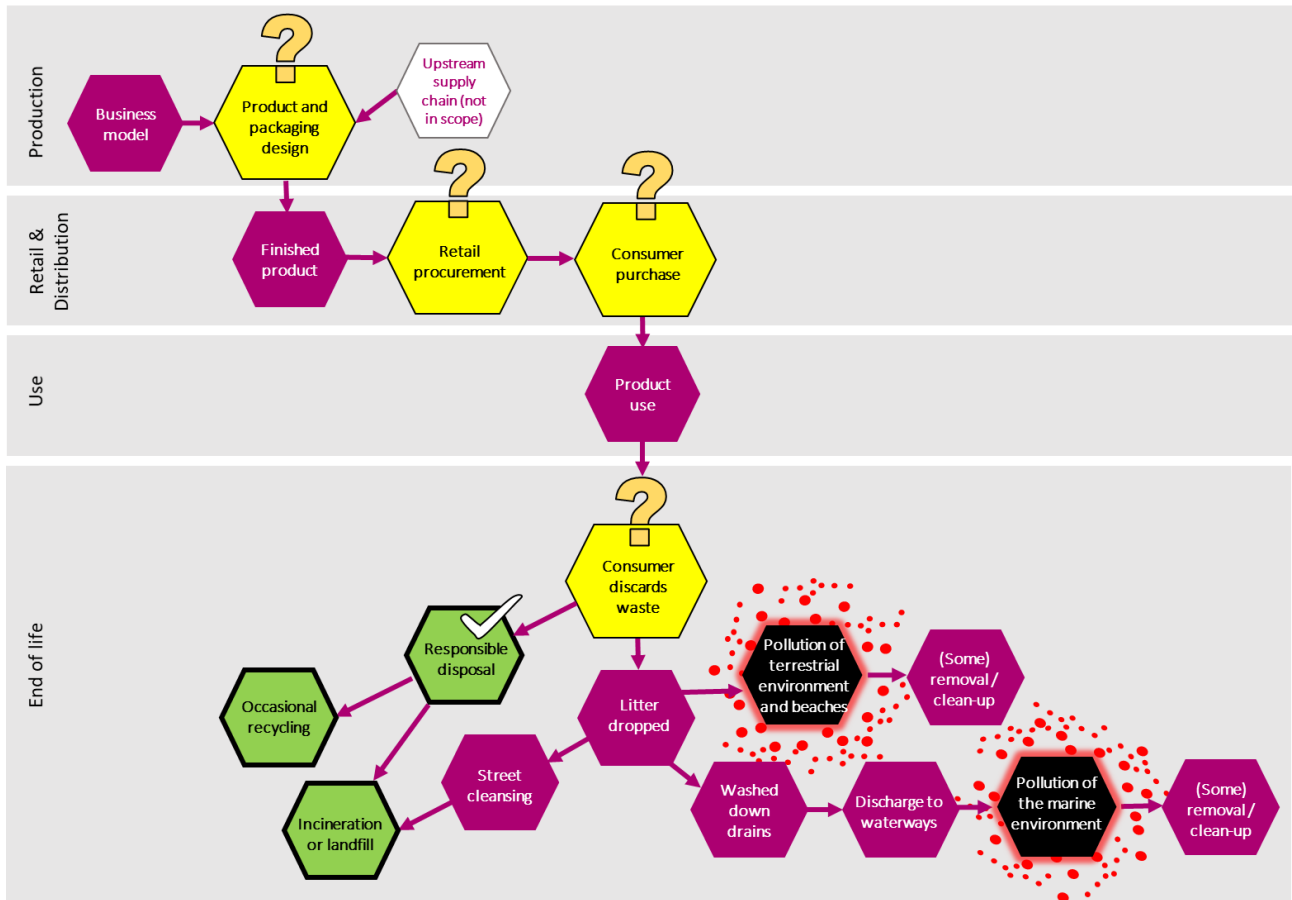 Production
Business
model
Product and
packaging
design
Upstream
supply
chain (not
in scope)
?
Retail &
Distribution
Finished
product
Retail
procurement
?
Consumer
purchase
?
Use
Product
use
End of life
?
Consumer
discards
waste
Responsible
disposal
Occasional
recycling
Incineration
or landfill
Street
cleansing
Litter
dropped
Pollution of
terrestrial
environment
and beaches
(Some)
removal/
clean-up
Washed
down
drains
Discharge to
waterways
Pollution of
the marine
environment
(Some)
removal/
clean-up